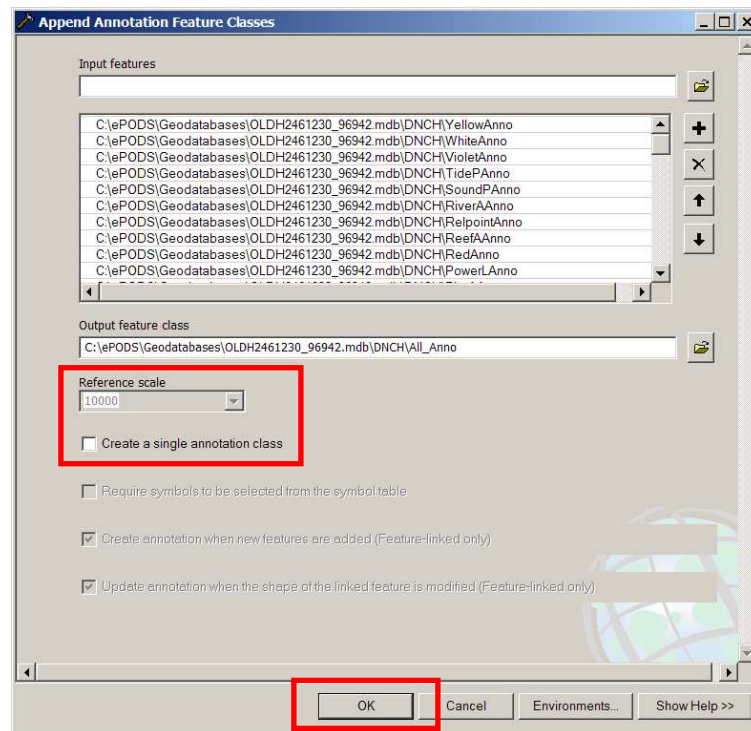 Append Annotation Feature Classes
Input features
C:\ePODS\Geodatabases\OLDH2461230_96942.mdb\DNCH\YellowAnno
C:\ePODS\Geodatabases\OLDH2461230_96942.mdb\DNCH\WhiteAnno
C:\ePODS\Geodatabases\OLDH2461230_96942.mdb\DNCH\VioletAnno
C:\ePODS\Geodatabases\OLDH2461230_96942.mdb\DNCH\TidePAnno
C:\ePODS\Geodatabases\OLDH2461230_96942.mdb\DNCH\SoundPAnno
C:\ePODS\Geodatabases\OLDH2461230_96942.mdb\DNCH\RiverAAnno
C:\ePODS\Geodatabases\OLDH2461230_96942.mdb\DNCH\RelpointAnno
C:\ePODS\Geodatabases\OLDH2461230_96942.mdb\DNCH\ReefAAnno
C:\ePODS\Geodatabases\OLDH2461230_96942.mdb\DNCH\RedAnno
C:\ePODS\Geodatabases\OLDH2461230_96942.mdb\DNCH\PowerLAnno
Output feature class
C:\ePODS\Geodatabases\OLDH2461230_96942.mdb\DNCH\All_Anno
Reference scale
10000
Create a single annotation class
Require symbols to be selected from the symbol table
Create annotation when new features are added (Feature-linked only)
Update annotation when the shape of the linked feature is modified (Feature-linked only)
OK Cancel Environments... Show Help >>